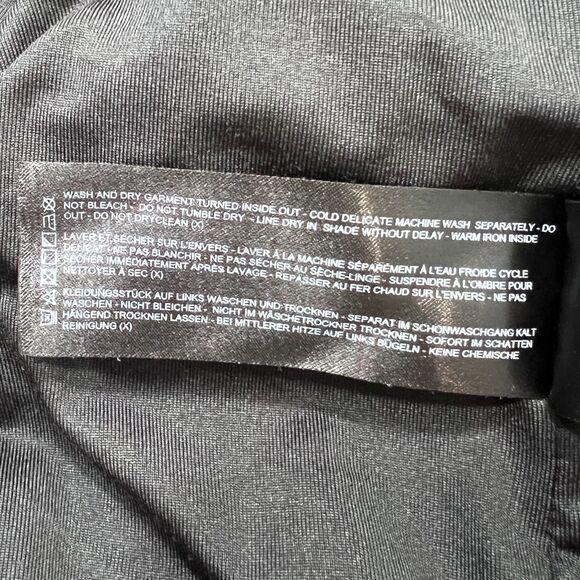 WASH AND DRY GARMENT TURNED INSIDE OUT - COLD DELICATE MACHINE WASH SEPARATELY - DO
NOT BLEACH - DO NOT TUMBLE DRY - LINE DRY IN SHADE WITHOUT DELAY - WARM IRON INSIDE
OUT - DO NOT DRYCLEAN (X)
LAVER ET SÉCHER SUR L'ENVERS - LAVER À LA MACHINE SÉPARÉMENT À L'EAU FROIDE CYCLE
DÉLICAT - NE PAS BLANCHIR - NE PAS SÉCHER AU SÈCHE-LINGE - SUSPENDRE À L'OMBRE POUR
SÉCHER IMMÉDIATEMENT APRÈS LAVAGE - REPASSER AU FER CHAUD SUR L'ENVERS - NE PAS
NETTOYER À SEC (X)
KLEIDUNGSSTÜCK AUF LINKS WASCHEN UND TROCKNEN - SEPARAT IM SCHONWASCHGANG KALT
WASCHEN - NICHT BLEICHEN - NICHT IM WÄSCHETROCKNER TROCKNEN - SOFORT IM SCHATTEN
HÄNGEND TROCKNEN LASSEN - BEI MITTLERER HITZE AUF LINKS BÜGELN - KEINE CHEMISCHE
REINIGUNG (X)